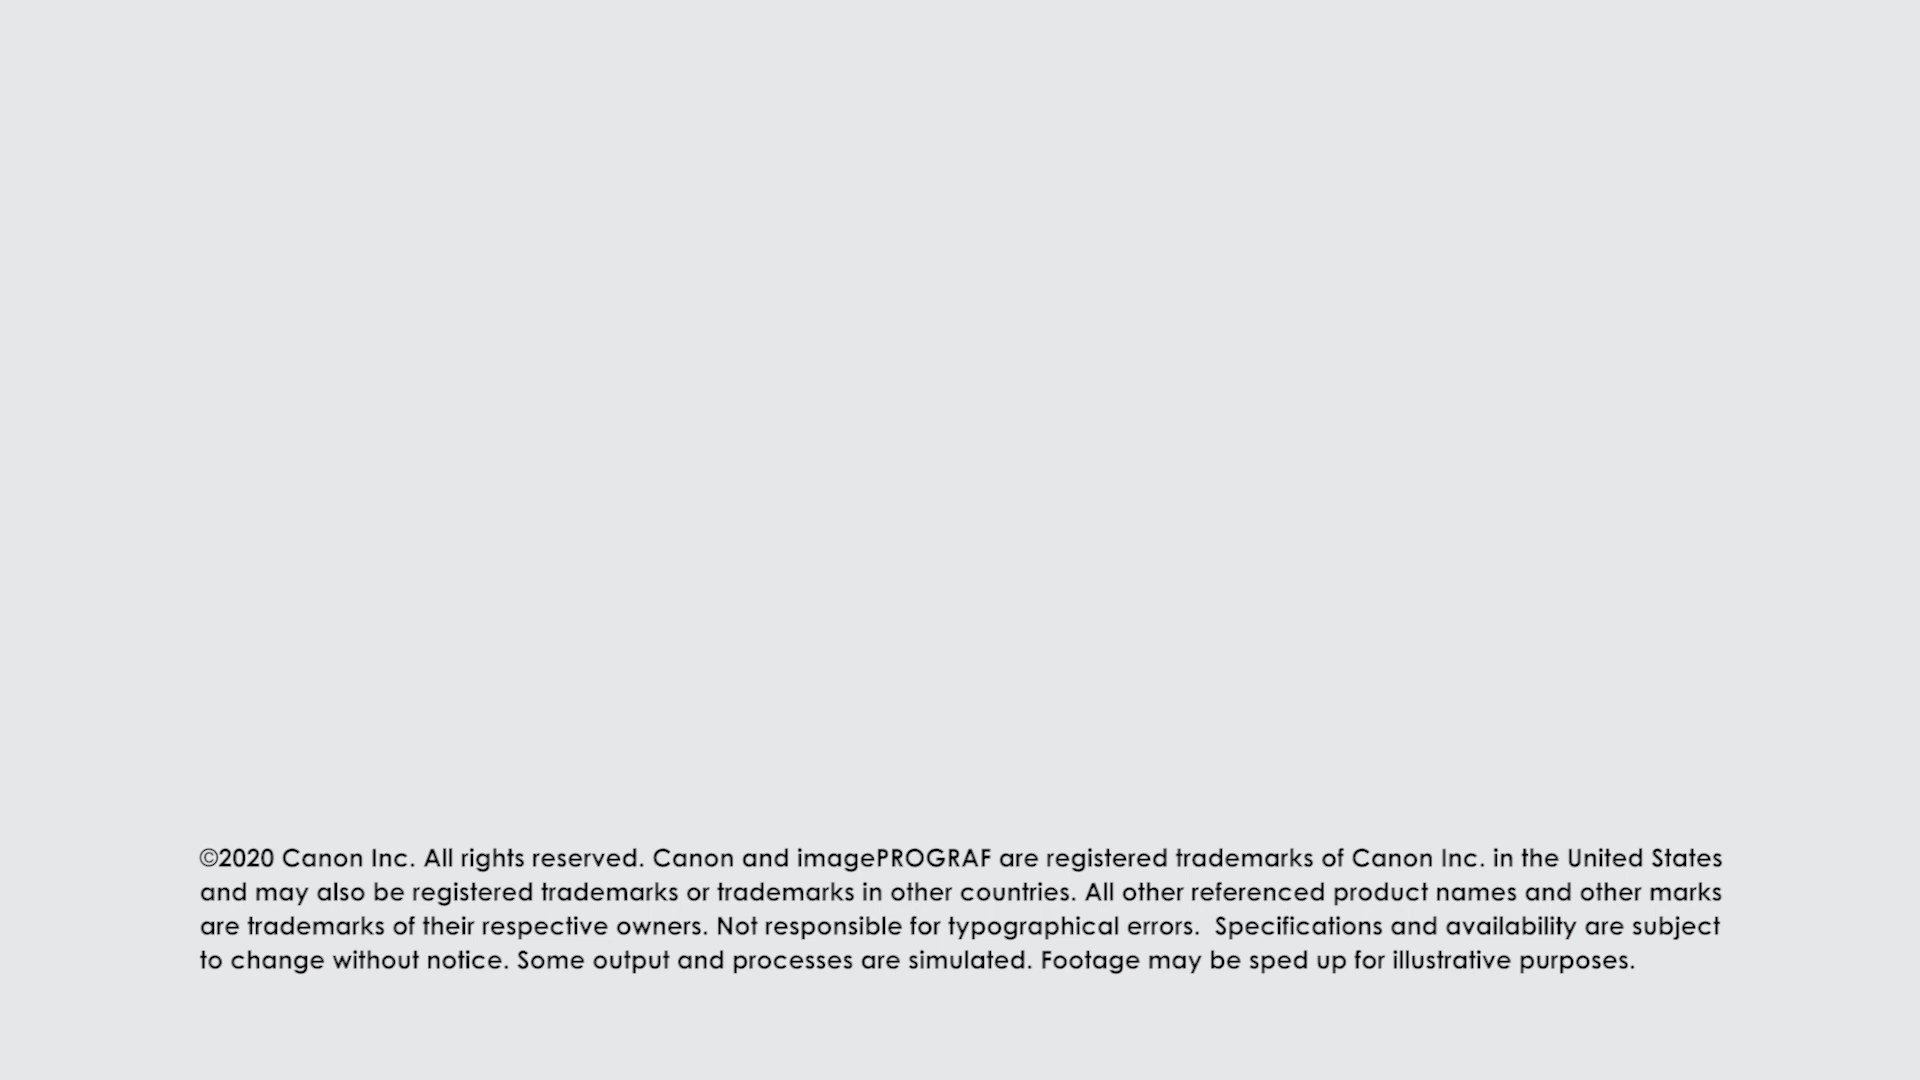 ©2020 Canon Inc. All rights reserved. Canon and imagePROGRAF are registered trademarks of Canon Inc. in the United States
and may also be registered trademarks or trademarks in other countries. All other referenced product names and other marks
are trademarks of their respective owners. Not responsible for typographical errors.  Specifications and availability are subject
to change without notice. Some output and processes are simulated. Footage may be sped up for illustrative purposes.